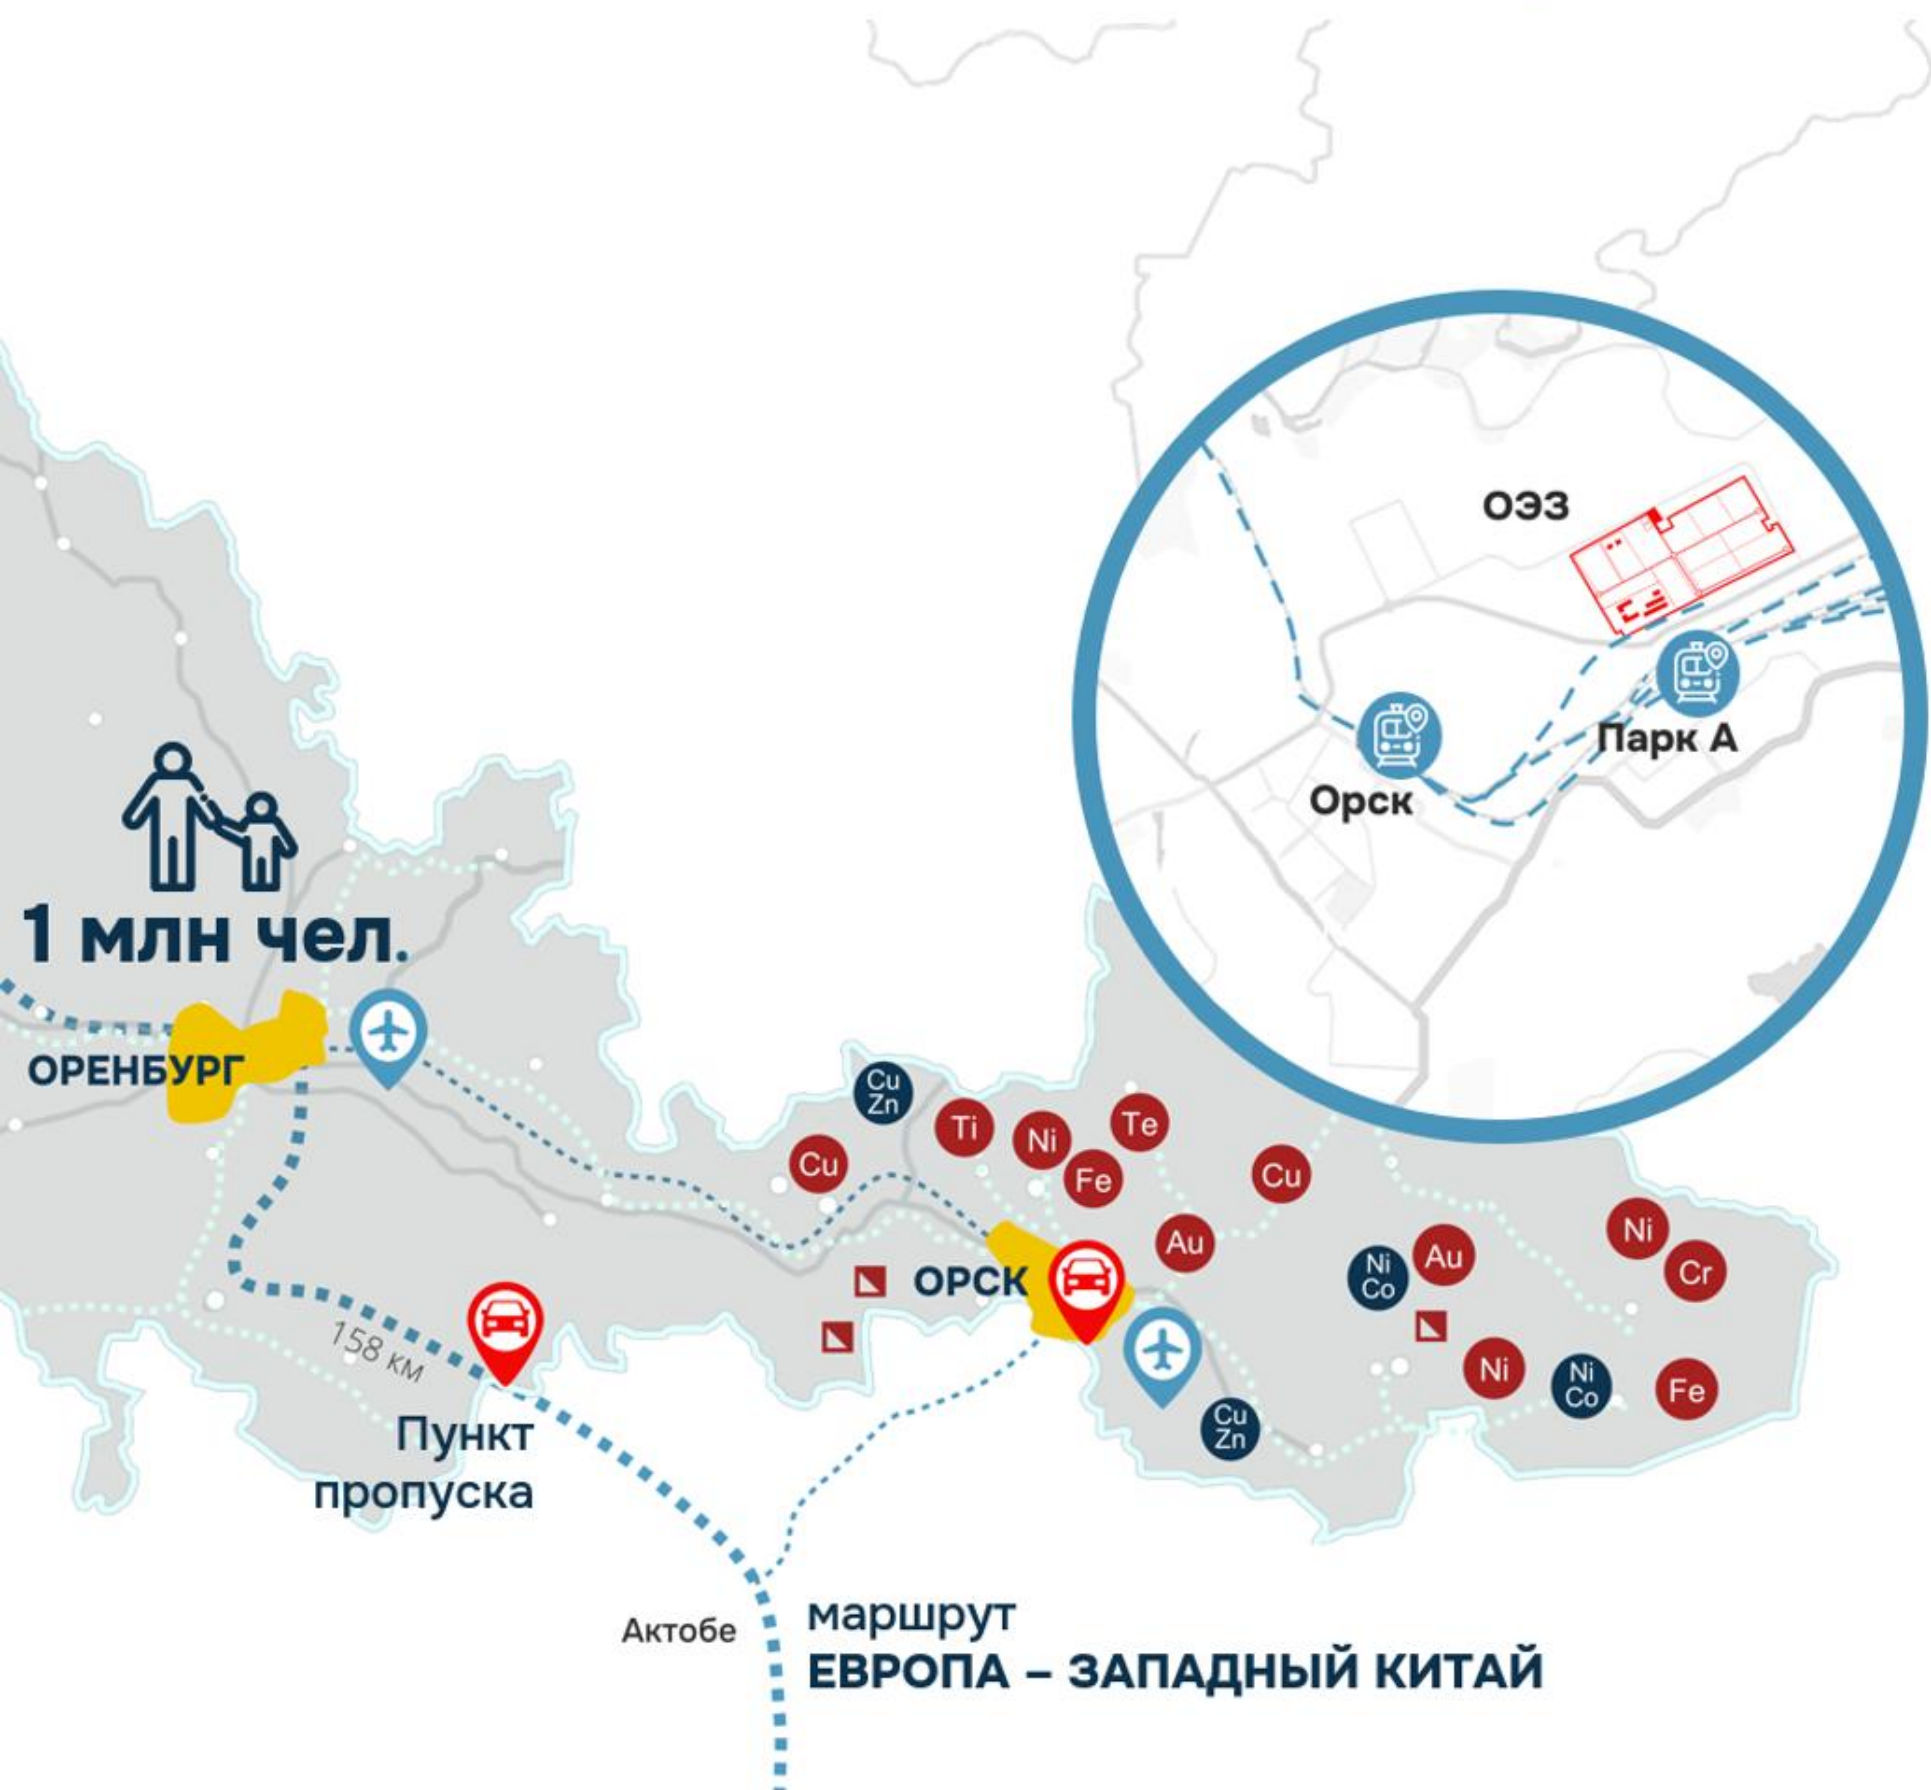 ОЭЗ
Парк А
Орск
1 млн чел.
ОРЕНБУРГ
Cu
Zn
Ti
Ni
Te
Cu
Fe
Cu
Au
Ni
ОРСК
Ni
Co
Au
Cr
158 км
Ni
Ni
Co
Fe
Cu
Zn
Пункт
пропуска
Актобе
маршрут
ЕВРОПА – ЗАПАДНЫЙ КИТАЙ